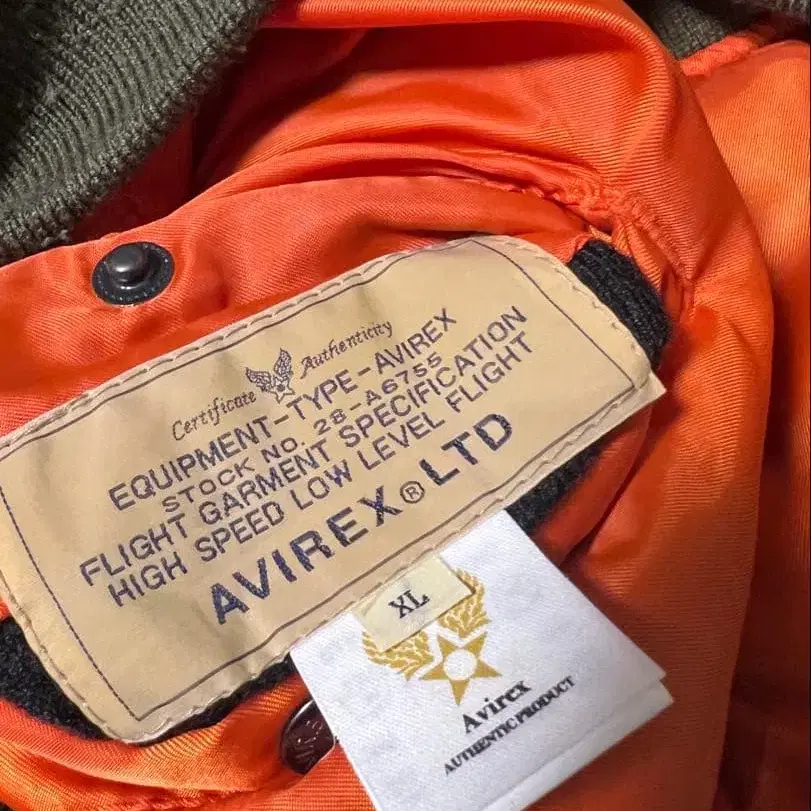 Certificate Authenticity
EQUIPMENT-TYPE-AVIREX
STOCK No. 28-A6755
FLIGHT GARMENT SPECIFICATION
HIGH SPEED LOW LEVEL FLIGHT
AVIREX® LTD
XL
Avirex
AUTHENTIC PRODUCT